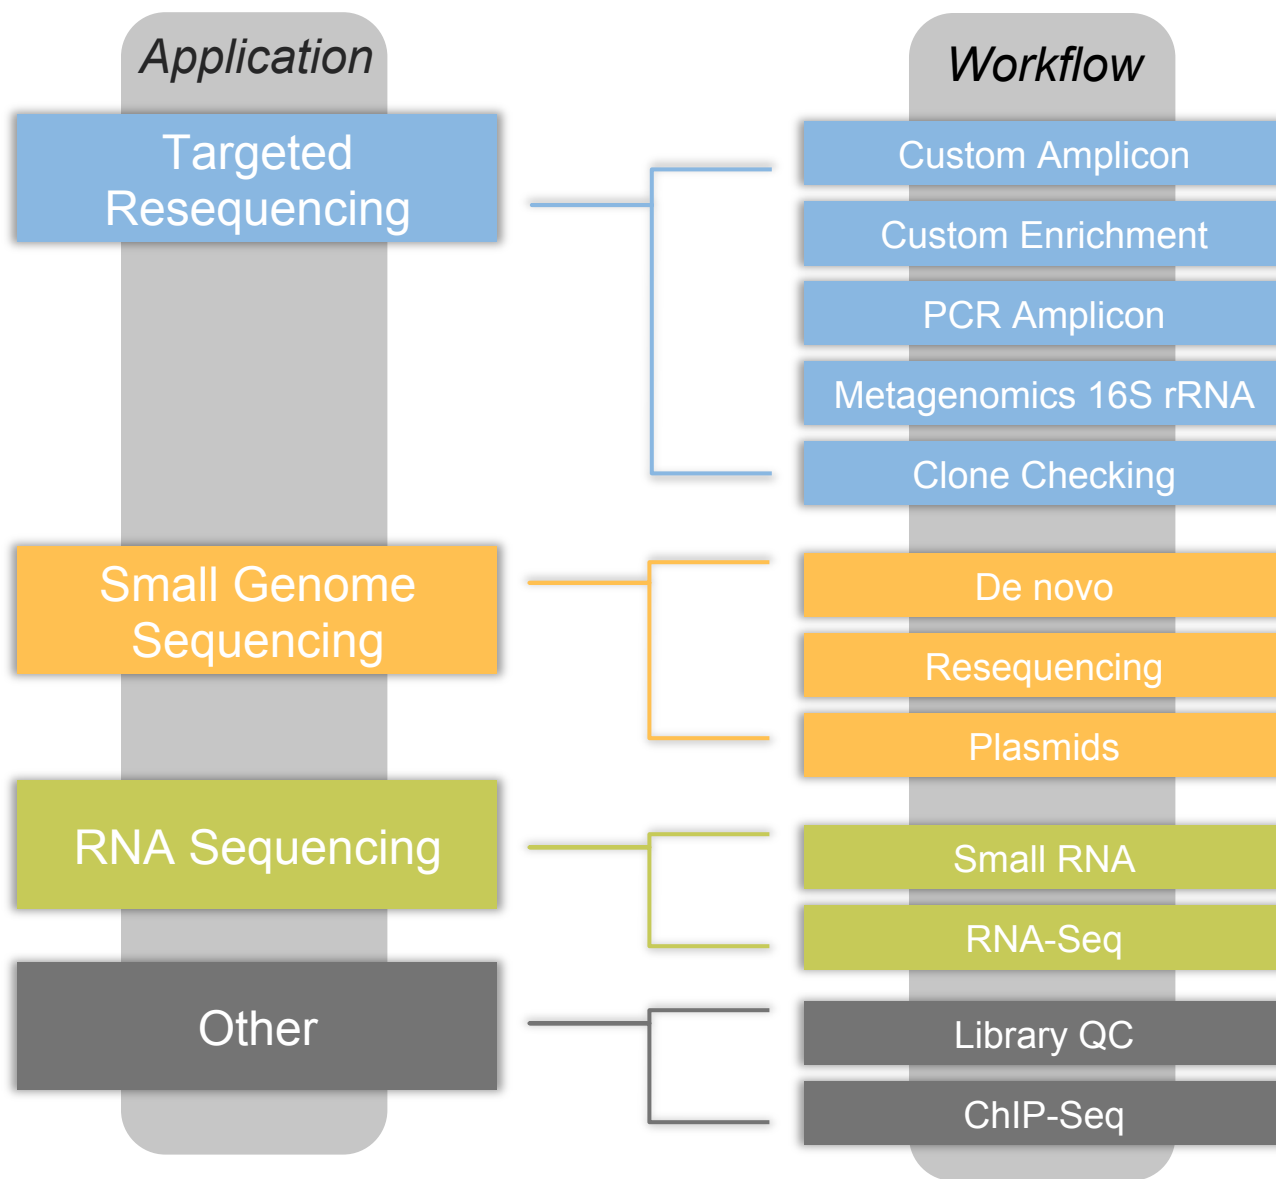 Application
Workflow
Targeted
Resequencing
Custom Amplicon
Custom Enrichment
PCR Amplicon
Metagenomics 16S rRNA
Clone Checking
Small Genome
Sequencing
De novo
Resequencing
Plasmids
RNA Sequencing
Small RNA
RNA-Seq
Other
Library QC
ChIP-Seq